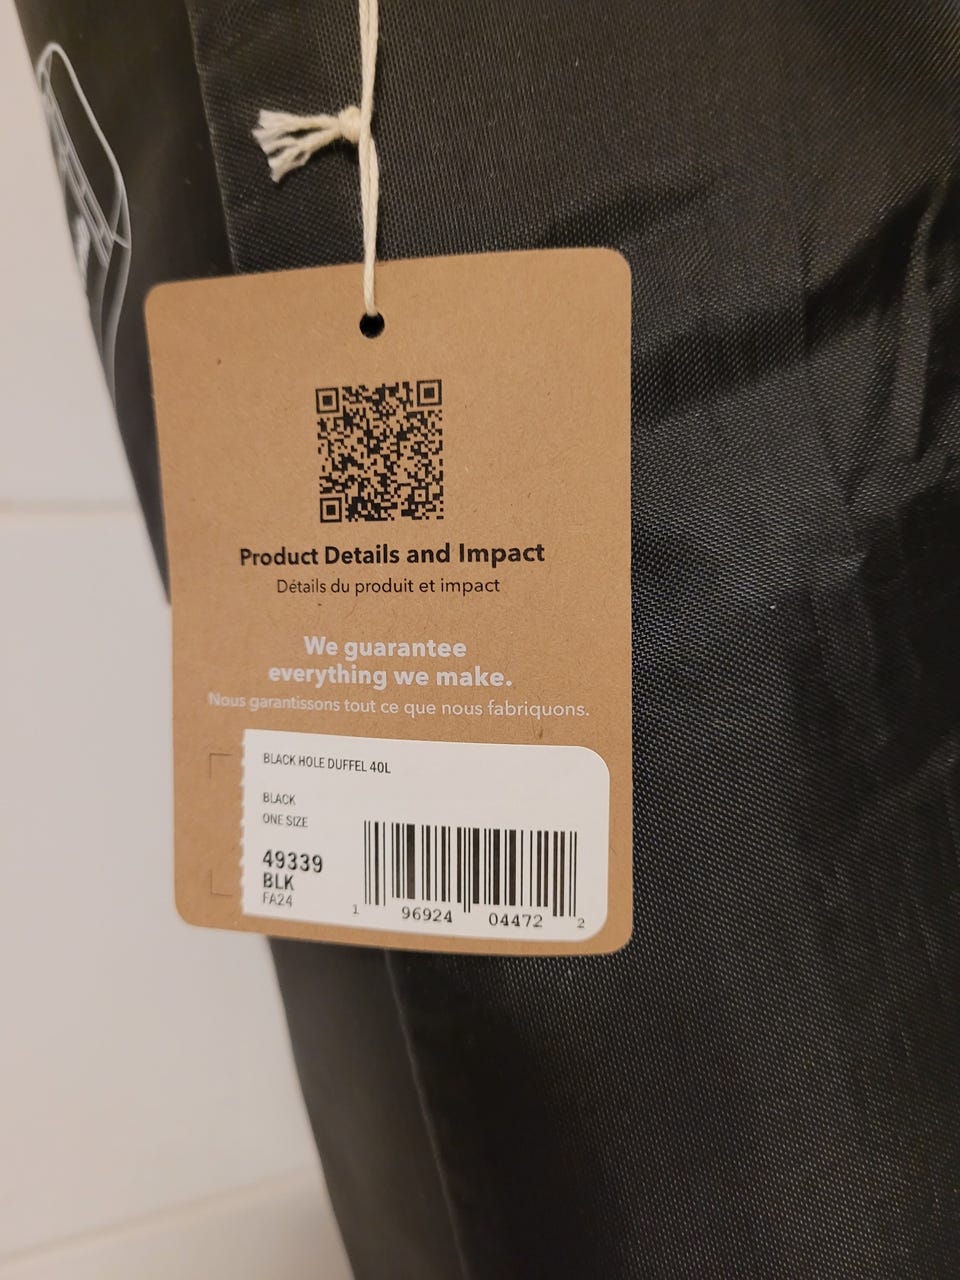 Product Details and Impact
Détails du produit et impact
We guarantee
everything we make.
Nous garantissons tout ce que nous fabriquons.
BLACK HOLE DUFFEL 40L
BLACK
ONE SIZE
49339
BLK
FA24
1 96924 04472 2